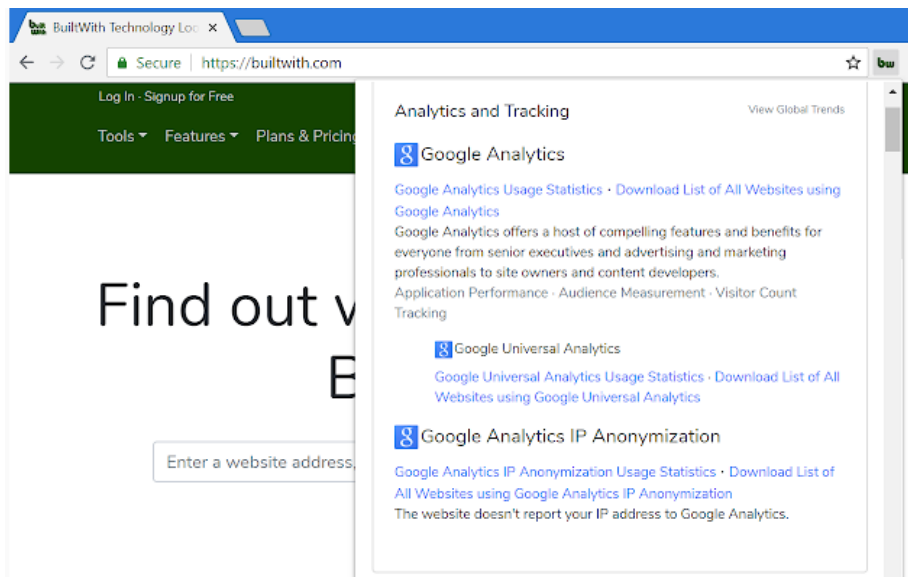 built with BuiltWith Technology Loo
Secure https://builtwith.com bw
Log In · Signup for Free
Tools Features Plans & Pricing
Find out
B
Enter a website address,
Analytics and Tracking View Global Trends
g Google Analytics
Google Analytics Usage Statistics · Download List of All Websites using
Google Analytics
Google Analytics offers a host of compelling features and benefits for
everyone from senior executives and advertising and marketing
professionals to site owners and content developers.
Application Performance · Audience Measurement · Visitor Count
Tracking
g Google Universal Analytics
Google Universal Analytics Usage Statistics · Download List of All
Websites using Google Universal Analytics
g Google Analytics IP Anonymization
Google Analytics IP Anonymization Usage Statistics · Download List of
All Websites using Google Analytics IP Anonymization
The website doesn't report your IP address to Google Analytics.